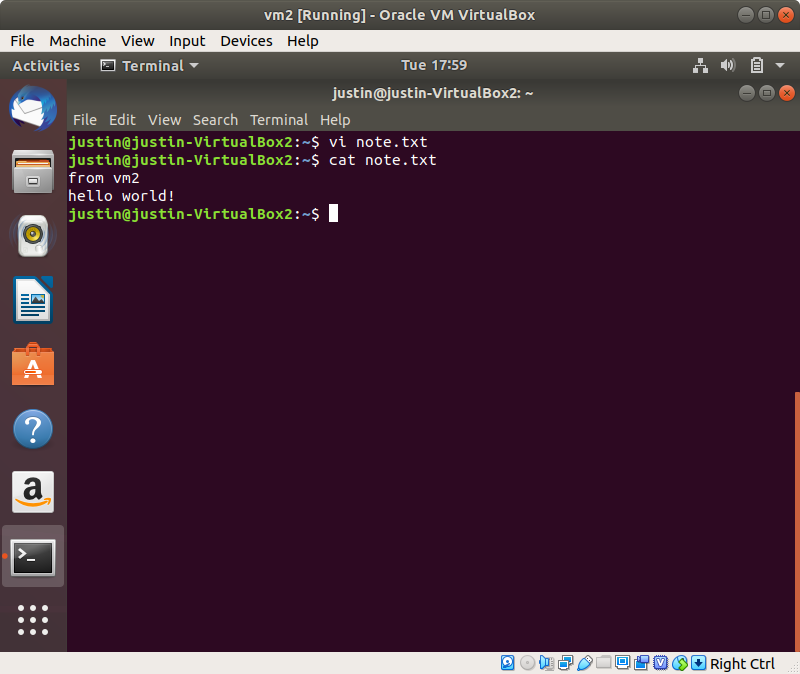 vm2 [Running] - Oracle VM VirtualBox
File Machine View Input Devices Help
Activities Terminal Tue 17:59
justin@justin-VirtualBox2: ~
File Edit View Search Terminal Help
justin@justin-VirtualBox2:~$ vi note.txt
justin@justin-VirtualBox2:~$ cat note.txt
from vm2
hello world!
justin@justin-VirtualBox2:~$
A
?
a
>_
V
Right Ctrl